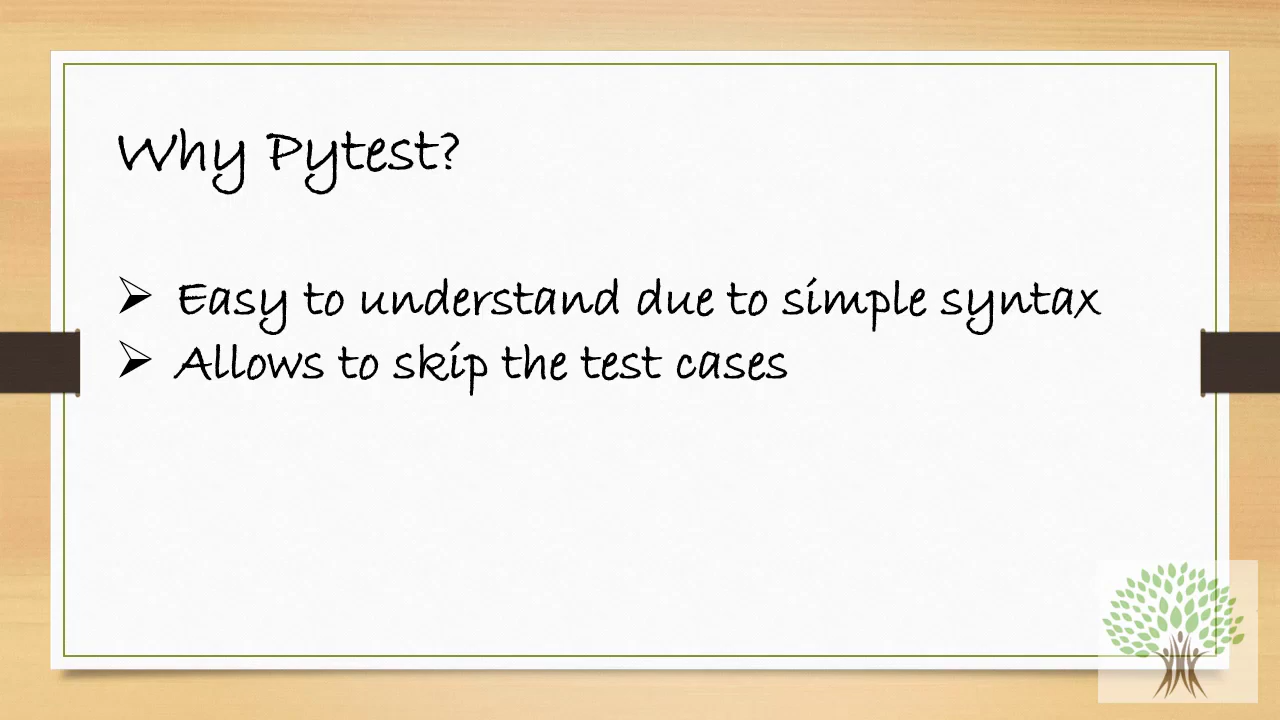 Why Pytest?
➢ Easy to understand due to simple syntax
➢ Allows to skip the test cases